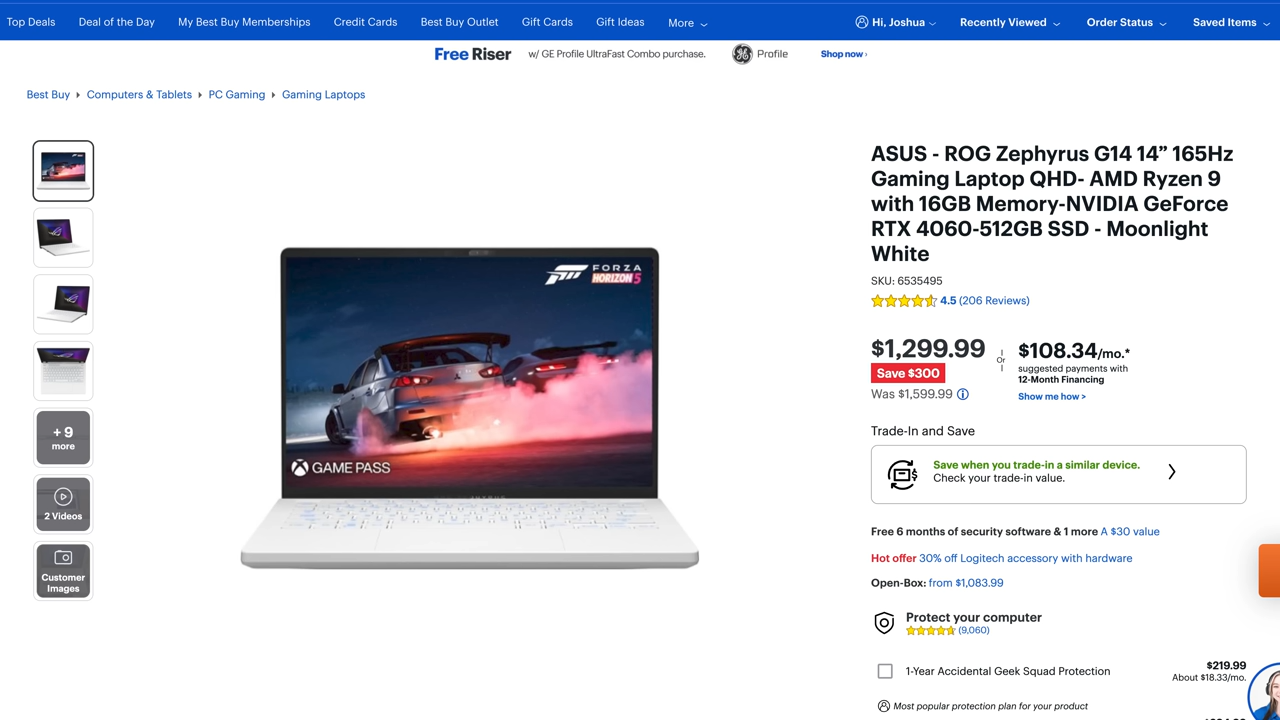 Top Deals Deal of the Day My Best Buy Memberships Credit Cards Best Buy Outlet Gift Cards Gift Ideas More Hi, Joshua Recently Viewed Order Status Saved Items
Free Riser w/ GE Profile UltraFast Combo purchase. Profile Shop now ›
Best Buy Computers & Tablets PC Gaming Gaming Laptops
ASUS - ROG Zephyrus G14 14” 165Hz
Gaming Laptop QHD- AMD Ryzen 9
with 16GB Memory-NVIDIA GeForce
RTX 4060-512GB SSD - Moonlight
White
SKU: 6535495
4.5 (206 Reviews)
$1,299.99
Save $300
Was $1,599.99
Or
$108.34/mo.*
suggested payments with
12-Month Financing
Show me how >
FORZA
HORIZON 5
GAME PASS
+ 9
more
2 Videos
Customer
Images
Trade-In and Save
Save when you trade-in a similar device.
Check your trade-in value.
Free 6 months of security software & 1 more A $30 value
Hot offer 30% off Logitech accessory with hardware
Open-Box: from $1,083.99
Protect your computer
(9,060)
1-Year Accidental Geek Squad Protection
$219.99
About $18.33/mo.
Most popular protection plan for your product